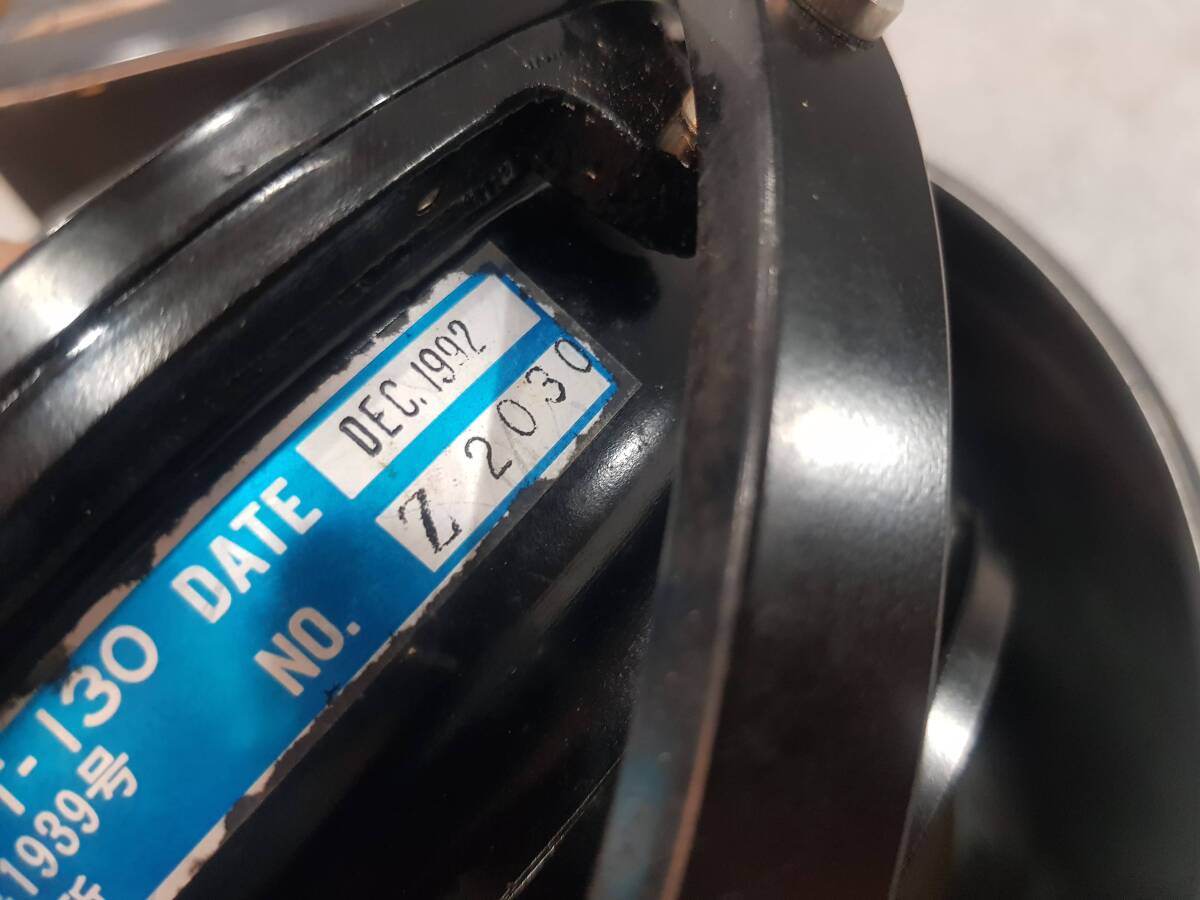 DATE DEC.1992
NO. Z 2030
T-130
1939号